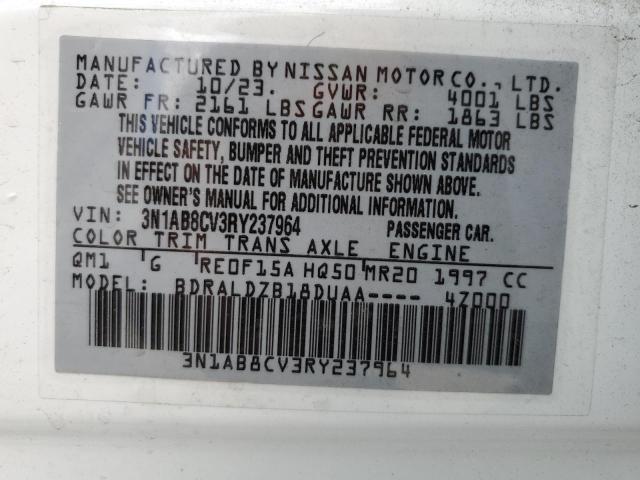 MANUFACTURED BY NISSAN MOTOR CO., LTD.
DATE: 10/23. GVWR: 4001 LBS
GAWR FR: 2161 LBS GAWR RR: 1863 LBS
THIS VEHICLE CONFORMS TO ALL APPLICABLE FEDERAL MOTOR
VEHICLE SAFETY, BUMPER AND THEFT PREVENTION STANDARDS
IN EFFECT ON THE DATE OF MANUFACTURE SHOWN ABOVE.
SEE OWNER'S MANUAL FOR ADDITIONAL INFORMATION.
VIN: 3N1AB8CV3RY237964 PASSENGER CAR.
COLOR TRIM TRANS AXLE ENGINE
QM1 G RE0F15A HQ50 MR20 1997 CC
MODEL: BDRALDZB18DUAA---- 4Z000
3N1AB8CV3RY237964